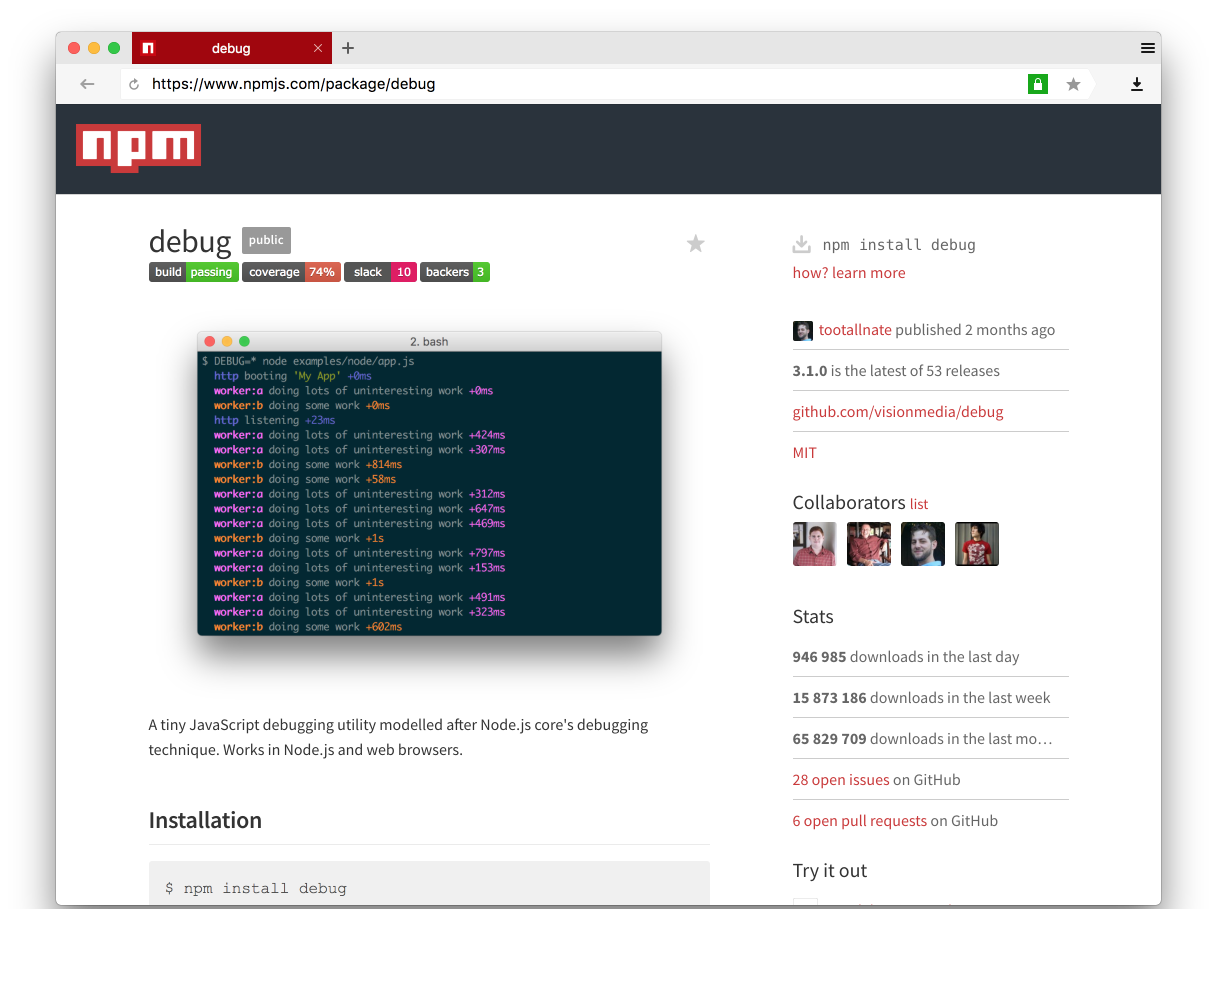 debug
https://www.npmjs.com/package/debug
npm
debug public
build passing coverage 74% slack 10 backers 3
2. bash
$ DEBUG=* node examples/node/app.js
http booting 'My App' +0ms
worker:a doing lots of uninteresting work +0ms
worker:b doing some work +0ms
http listening +23ms
worker:a doing lots of uninteresting work +424ms
worker:a doing lots of uninteresting work +307ms
worker:b doing some work +814ms
worker:b doing some work +58ms
worker:a doing lots of uninteresting work +312ms
worker:a doing lots of uninteresting work +647ms
worker:a doing lots of uninteresting work +469ms
worker:b doing some work +1s
worker:a doing lots of uninteresting work +797ms
worker:a doing lots of uninteresting work +153ms
worker:b doing some work +1s
worker:a doing lots of uninteresting work +491ms
worker:a doing lots of uninteresting work +323ms
worker:b doing some work +602ms
A tiny JavaScript debugging utility modelled after Node.js core's debugging
technique. Works in Node.js and web browsers.
Installation
$ npm install debug
npm install debug
how? learn more
tootallnate published 2 months ago
3.1.0 is the latest of 53 releases
github.com/visionmedia/debug
MIT
Collaborators list
Stats
946 985 downloads in the last day
15 873 186 downloads in the last week
65 829 709 downloads in the last mo…
28 open issues on GitHub
6 open pull requests on GitHub
Try it out